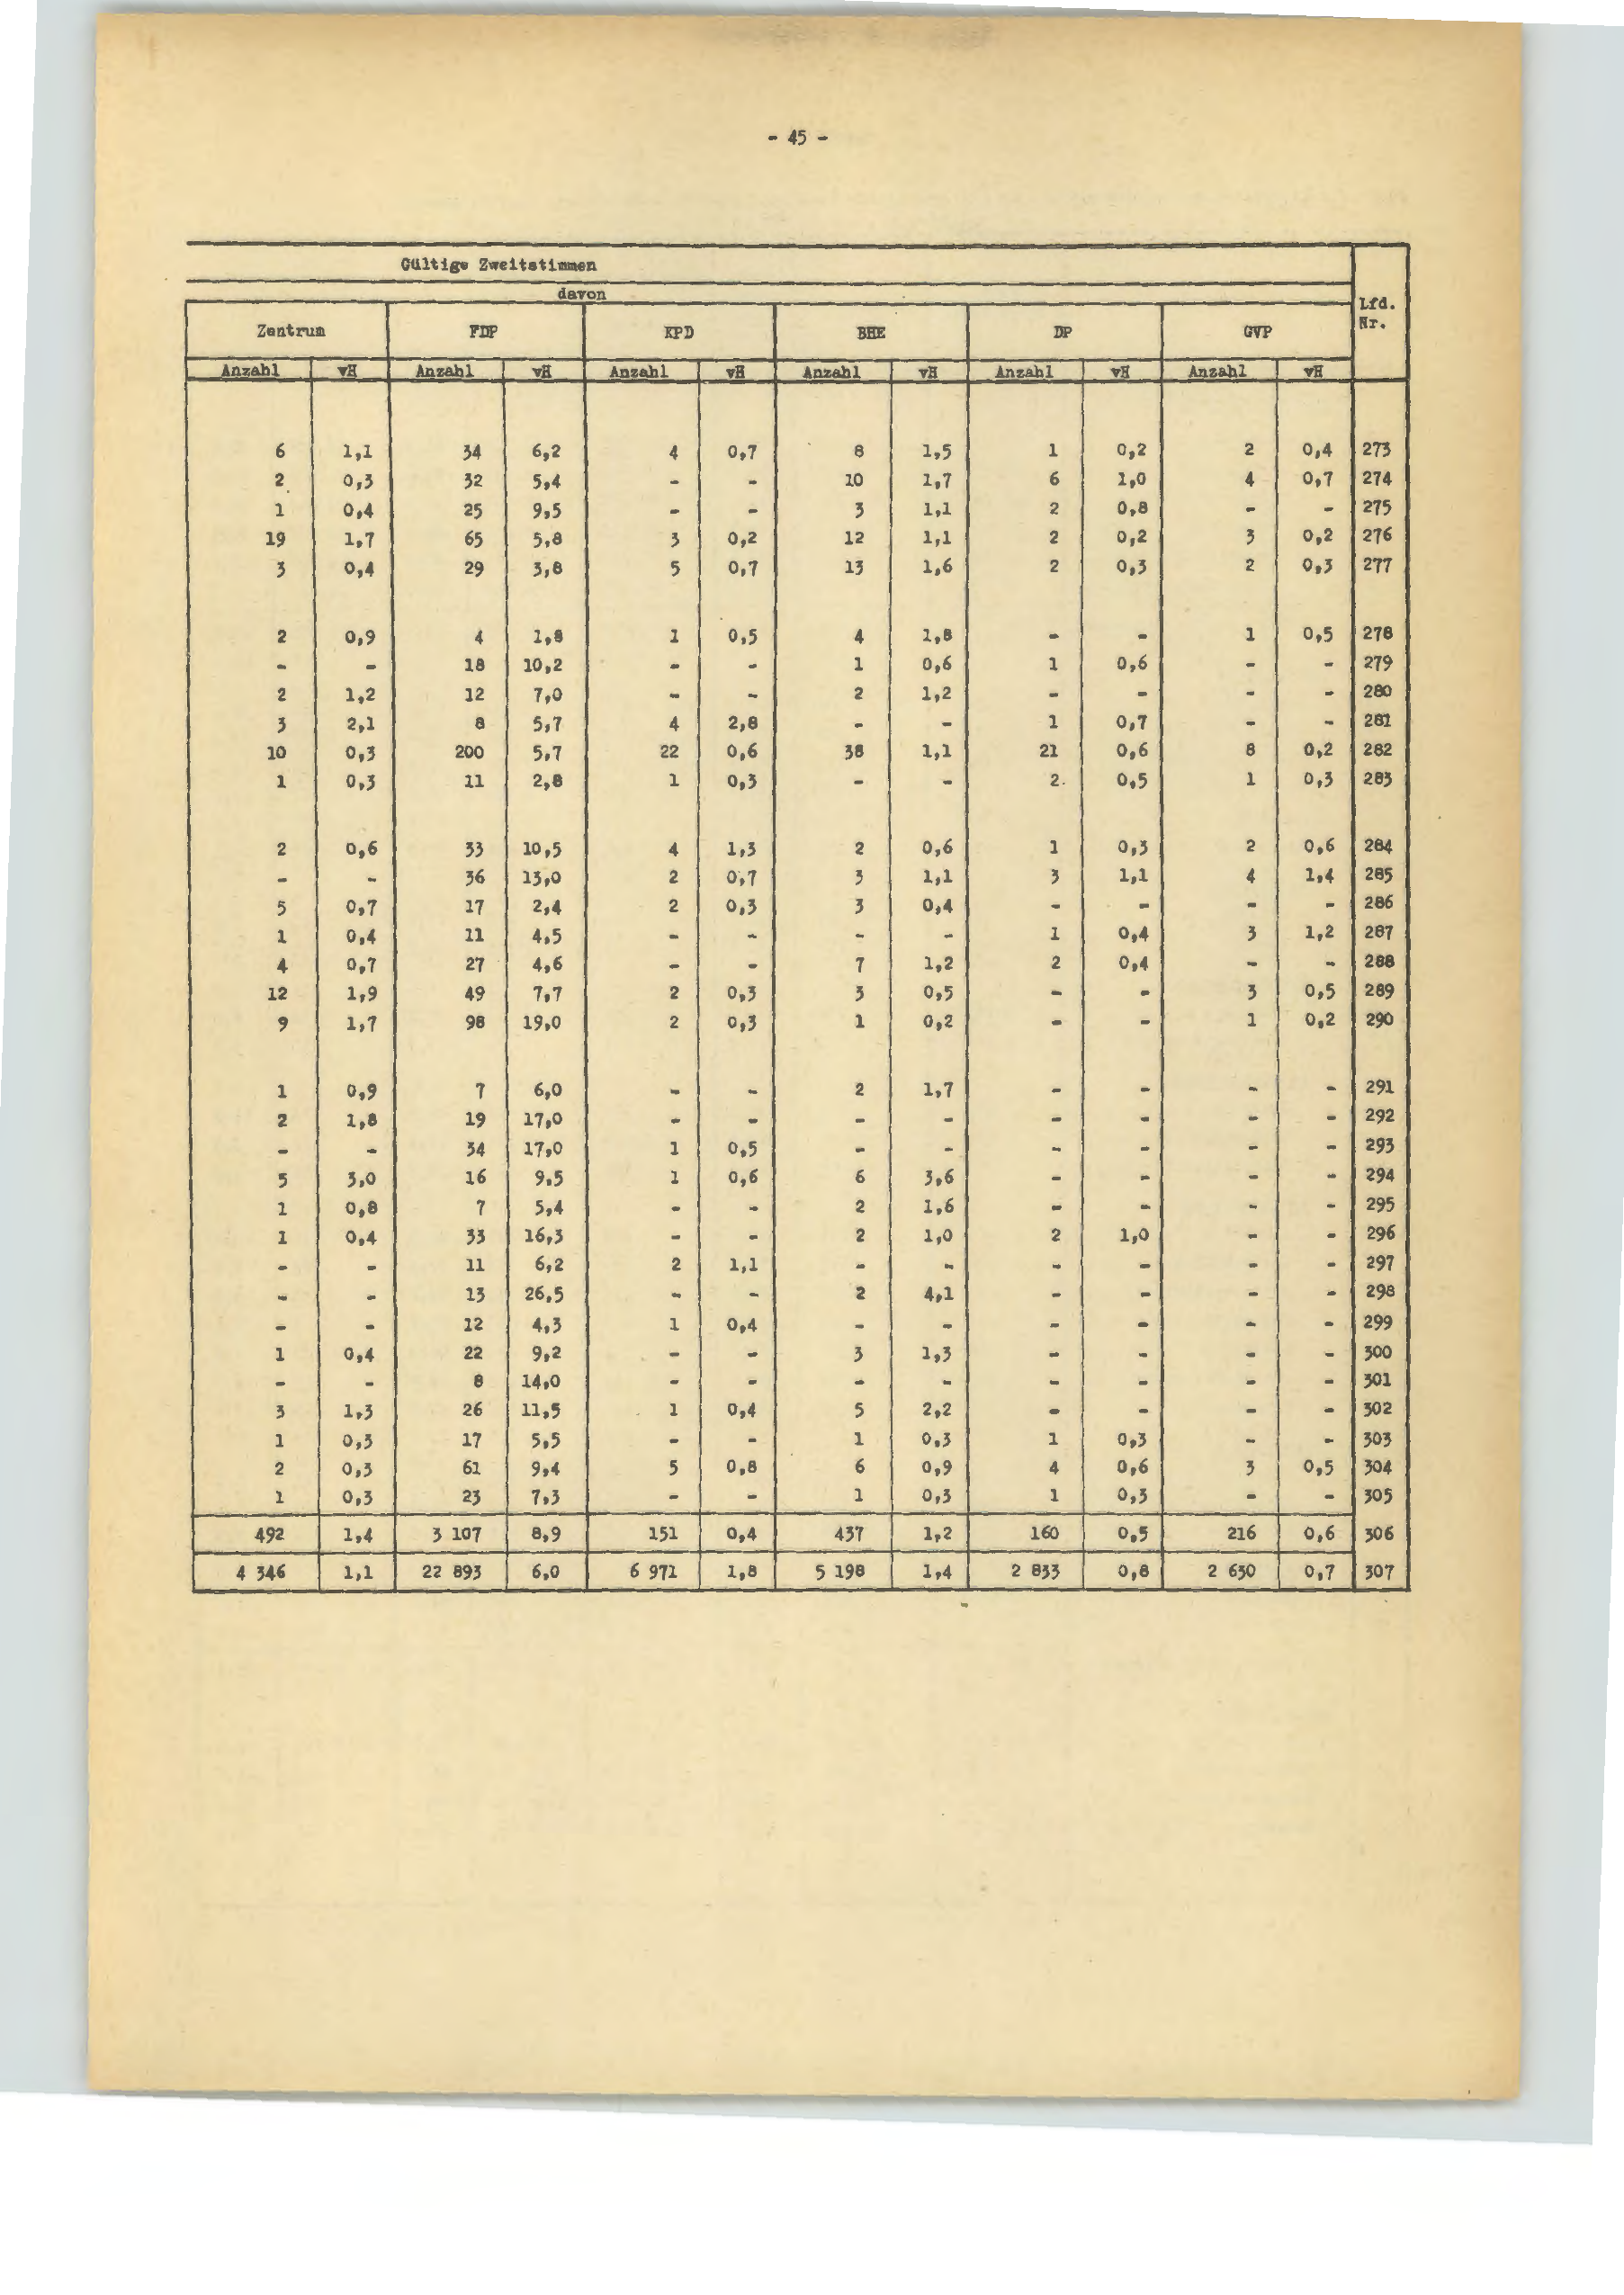 - 45 -
Gültige Zweitstimmen
davon
Lfd. Nr.
Zentrum FDP KPD BHE DP GVP
Anzahl vH Anzahl vH Anzahl vH Anzahl vH Anzahl vH Anzahl vH
6 1,1 34 6,2 4 0,7 8 1,5 1 0,2 2 0,4 273
2 0,3 32 5,4 - - 10 1,7 6 1,0 4 0,7 274
1 0,4 25 9,5 - - 3 1,1 2 0,8 - - 275
19 1,7 65 5,8 3 0,2 12 1,1 2 0,2 3 0,2 276
3 0,4 29 3,8 5 0,7 13 1,6 2 0,3 2 0,3 277
2 0,9 4 1,8 1 0,5 4 1,8 - - 1 0,5 278
- - 18 10,2 - - 1 0,6 1 0,6 - - 279
2 1,2 12 7,0 - - 2 1,2 - - - - 280
3 2,1 8 5,7 4 2,8 - - 1 0,7 - - 281
10 0,3 200 5,7 22 0,6 38 1,1 21 0,6 8 0,2 282
1 0,3 11 2,8 1 0,3 - - 2 0,5 1 0,3 283
2 0,6 33 10,5 4 1,3 2 0,6 1 0,3 2 0,6 284
- - 36 13,0 2 0,7 3 1,1 3 1,1 4 1,4 285
5 0,7 17 2,4 2 0,3 3 0,4 - - - - 286
1 0,4 11 4,5 - - - - 1 0,4 3 1,2 287
4 0,7 27 4,6 - - 7 1,2 2 0,4 - - 288
12 1,9 49 7,7 2 0,3 3 0,5 - - 3 0,5 289
9 1,7 98 19,0 2 0,3 1 0,2 - - 1 0,2 290
1 0,9 7 6,0 - - 2 1,7 - - - - 291
2 1,8 19 17,0 - - - - - - - - 292
- - 34 17,0 1 0,5 - - - - - - 293
5 3,0 16 9,5 1 0,6 6 3,6 - - - - 294
1 0,8 7 5,4 - - 2 1,6 - - - - 295
1 0,4 33 16,3 - - 2 1,0 2 1,0 - - 296
- - 11 6,2 2 1,1 - - - - - - 297
- - 13 26,5 - - 2 4,1 - - - - 298
- - 12 4,3 1 0,4 - - - - - - 299
1 0,4 22 9,2 - - 3 1,3 - - - - 300
- - 8 14,0 - - - - - - - - 301
3 1,3 26 11,5 1 0,4 5 2,2 - - - - 302
1 0,3 17 5,5 - - 1 0,3 1 0,3 - - 303
2 0,3 61 9,4 5 0,8 6 0,9 4 0,6 3 0,5 304
1 0,3 23 7,3 - - 1 0,3 1 0,3 - - 305
492 1,4 3 107 8,9 151 0,4 437 1,2 160 0,5 216 0,6 306
4 346 1,1 22 893 6,0 6 971 1,8 5 198 1,4 2 833 0,8 2 630 0,7 307